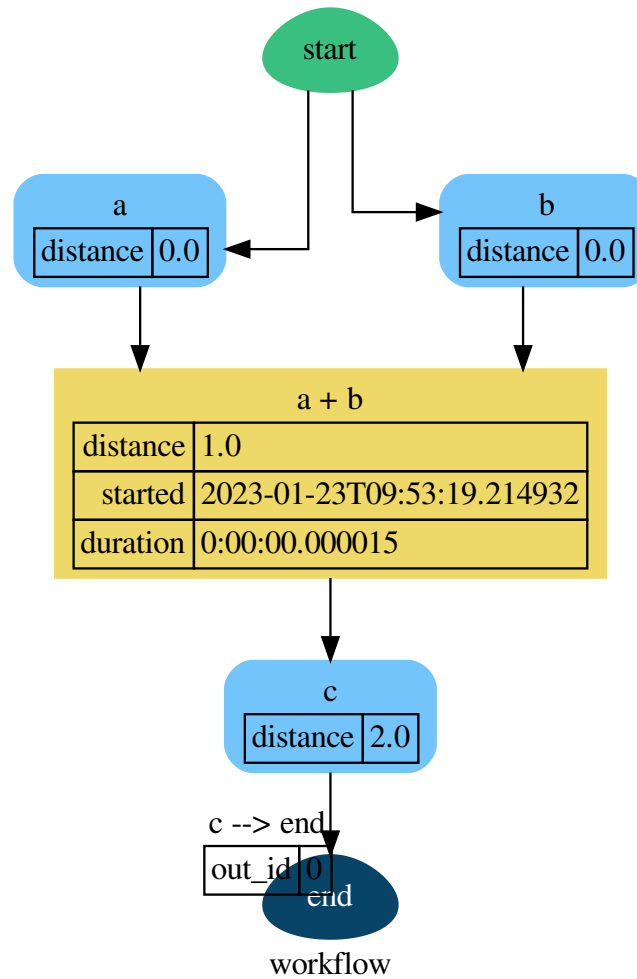 start
a
distance 0.0
b
distance 0.0
a + b
distance 1.0
started 2023-01-23T09:53:19.214932
duration 0:00:00.000015
c
distance 2.0
c --> end
out_id 0
end
workflow